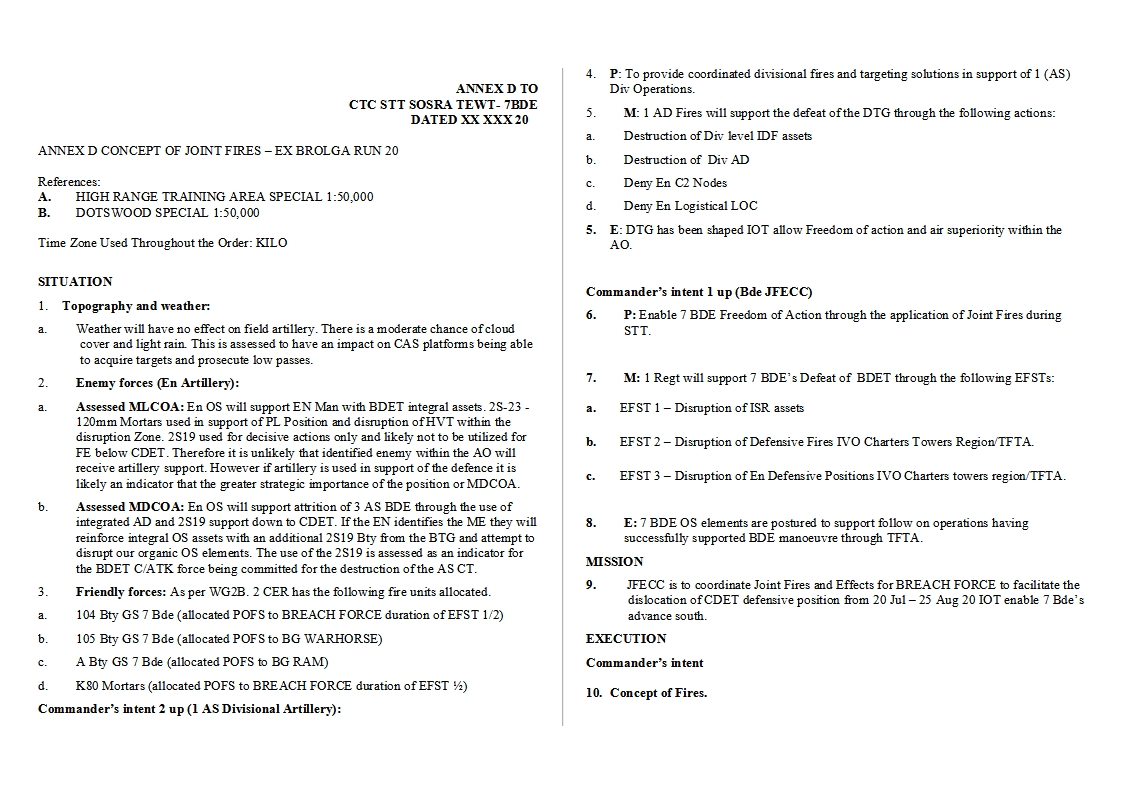 ANNEX D TO
CTC STT SOSRA TEWT- 7BDE
DATED XX XXX 20
ANNEX D CONCEPT OF JOINT FIRES – EX BROLGA RUN 20
References:
A. HIGH RANGE TRAINING AREA SPECIAL 1:50,000
B. DOTSWOOD SPECIAL 1:50,000
Time Zone Used Throughout the Order: KILO
SITUATION
1. Topography and weather:
a. Weather will have no effect on field artillery. There is a moderate chance of cloud
cover and light rain. This is assessed to have an impact on CAS platforms being able
to acquire targets and prosecute low passes.
2. Enemy forces (En Artillery):
a. Assessed MLCOA: En OS will support EN Man with BDET integral assets. 2S-23 -
120mm Mortars used in support of PL Position and disruption of HVT within the
disruption Zone. 2S19 used for decisive actions only and likely not to be utilized for
FE below CDET. Therefore it is unlikely that identified enemy within the AO will
receive artillery support. However if artillery is used in support of the defence it is
likely an indicator that the greater strategic importance of the position or MDCOA.
b. Assessed MDCOA: En OS will support attrition of 3 AS BDE through the use of
integrated AD and 2S19 support down to CDET. If the EN identifies the ME they will
reinforce integral OS assets with an additional 2S19 Bty from the BTG and attempt to
disrupt our organic OS elements. The use of the 2S19 is assessed as an indicator for
the BDET C/ATK force being committed for the destruction of the AS CT.
3. Friendly forces: As per WG2B. 2 CER has the following fire units allocated.
a. 104 Bty GS 7 Bde (allocated POFS to BREACH FORCE duration of EFST 1/2)
b. 105 Bty GS 7 Bde (allocated POFS to BG WARHORSE)
c. A Bty GS 7 Bde (allocated POFS to BG RAM)
d. K80 Mortars (allocated POFS to BREACH FORCE duration of EFST ½)
Commander's intent 2 up (1 AS Divisional Artillery):
4. P: To provide coordinated divisional fires and targeting solutions in support of 1 (AS)
Div Operations.
5. M: 1 AD Fires will support the defeat of the DTG through the following actions:
a. Destruction of Div level IDF assets
b. Destruction of Div AD
c. Deny En C2 Nodes
d. Deny En Logistical LOC
5. E: DTG has been shaped IOT allow Freedom of action and air superiority within the
AO.
Commander's intent 1 up (Bde JFECC)
6. P: Enable 7 BDE Freedom of Action through the application of Joint Fires during
STT.
7. M: 1 Regt will support 7 BDE's Defeat of BDET through the following EFSTs:
a. EFST 1 – Disruption of ISR assets
b. EFST 2 – Disruption of Defensive Fires IVO Charters Towers Region/TFTA.
c. EFST 3 – Disruption of En Defensive Positions IVO Charters towers region/TFTA.
8. E: 7 BDE OS elements are postured to support follow on operations having
successfully supported BDE manoeuvre through TFTA.
MISSION
9. JFECC is to coordinate Joint Fires and Effects for BREACH FORCE to facilitate the
dislocation of CDET defensive position from 20 Jul – 25 Aug 20 IOT enable 7 Bde's
advance south.
EXECUTION
Commander's intent
10. Concept of Fires.